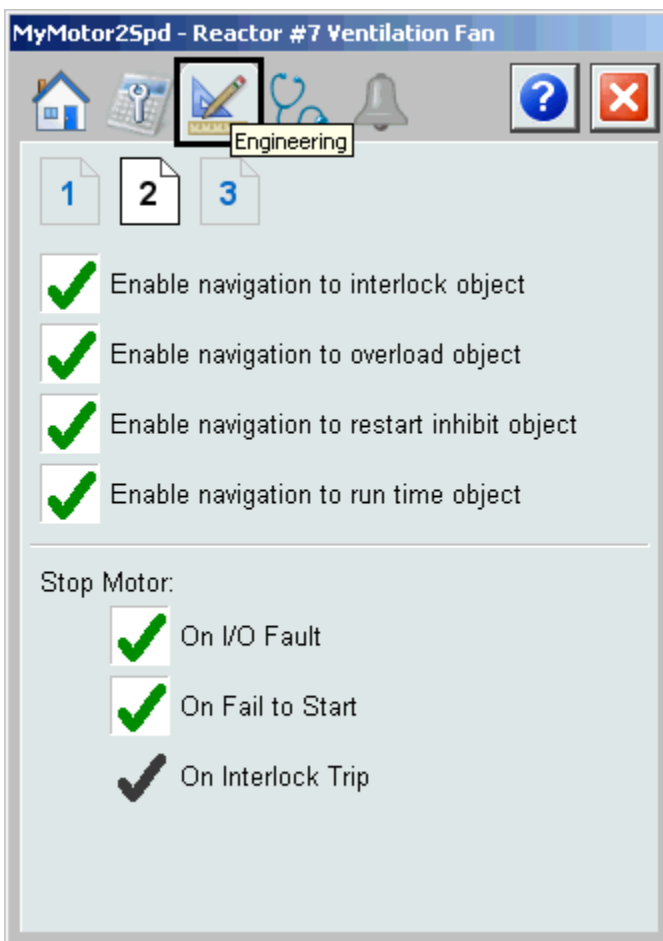 MyMotor2Spd - Reactor #7 Ventilation Fan
?
Engineering
1 2 3
Enable navigation to interlock object
Enable navigation to overload object
Enable navigation to restart inhibit object
Enable navigation to run time object
Stop Motor:
On I/O Fault
On Fail to Start
On Interlock Trip